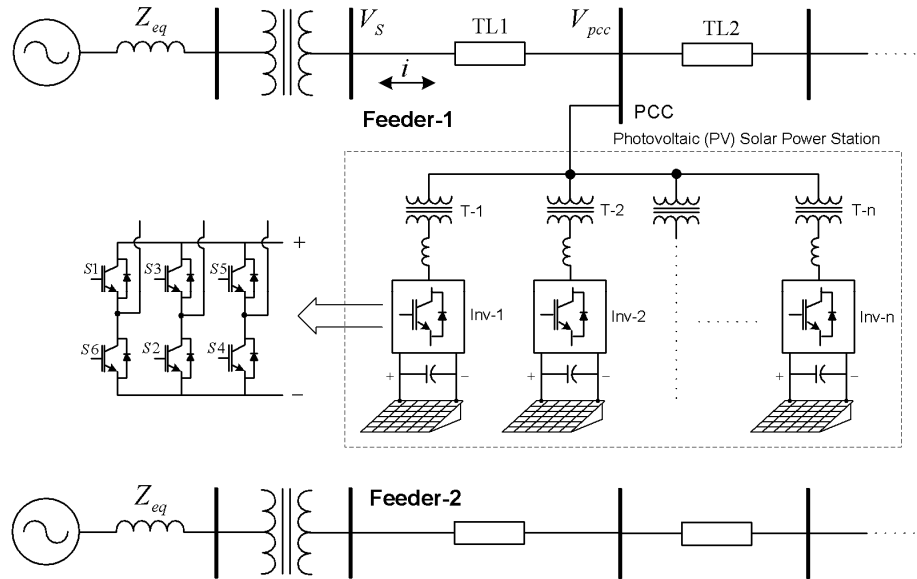 Z_eq
V_S
TL1
V_pcc
TL2
i
Feeder-1
PCC
Photovoltaic (PV) Solar Power Station
T-1
T-2
T-n
+
S1
S3
S5
Inv-1
Inv-2
Inv-n
S6
S2
S4
+
−
+
−
+
−
−
Z_eq
Feeder-2